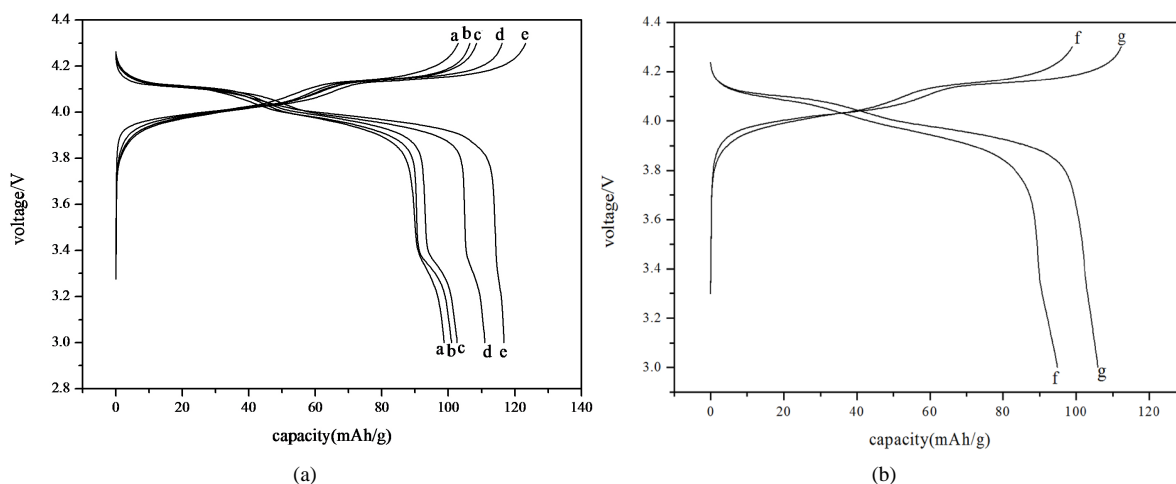 4.4
4.2
4.0
3.8
3.6
3.4
3.2
3.0
2.8
voltage/V
a b c d e
a b c d e
0 20 40 60 80 100 120 140
capacity(mAh/g)
(a)
4.4
4.2
4.0
3.8
3.6
3.4
3.2
3.0
voltage/V
f g
f g
0 20 40 60 80 100 120
capacity(mAh/g)
(b)